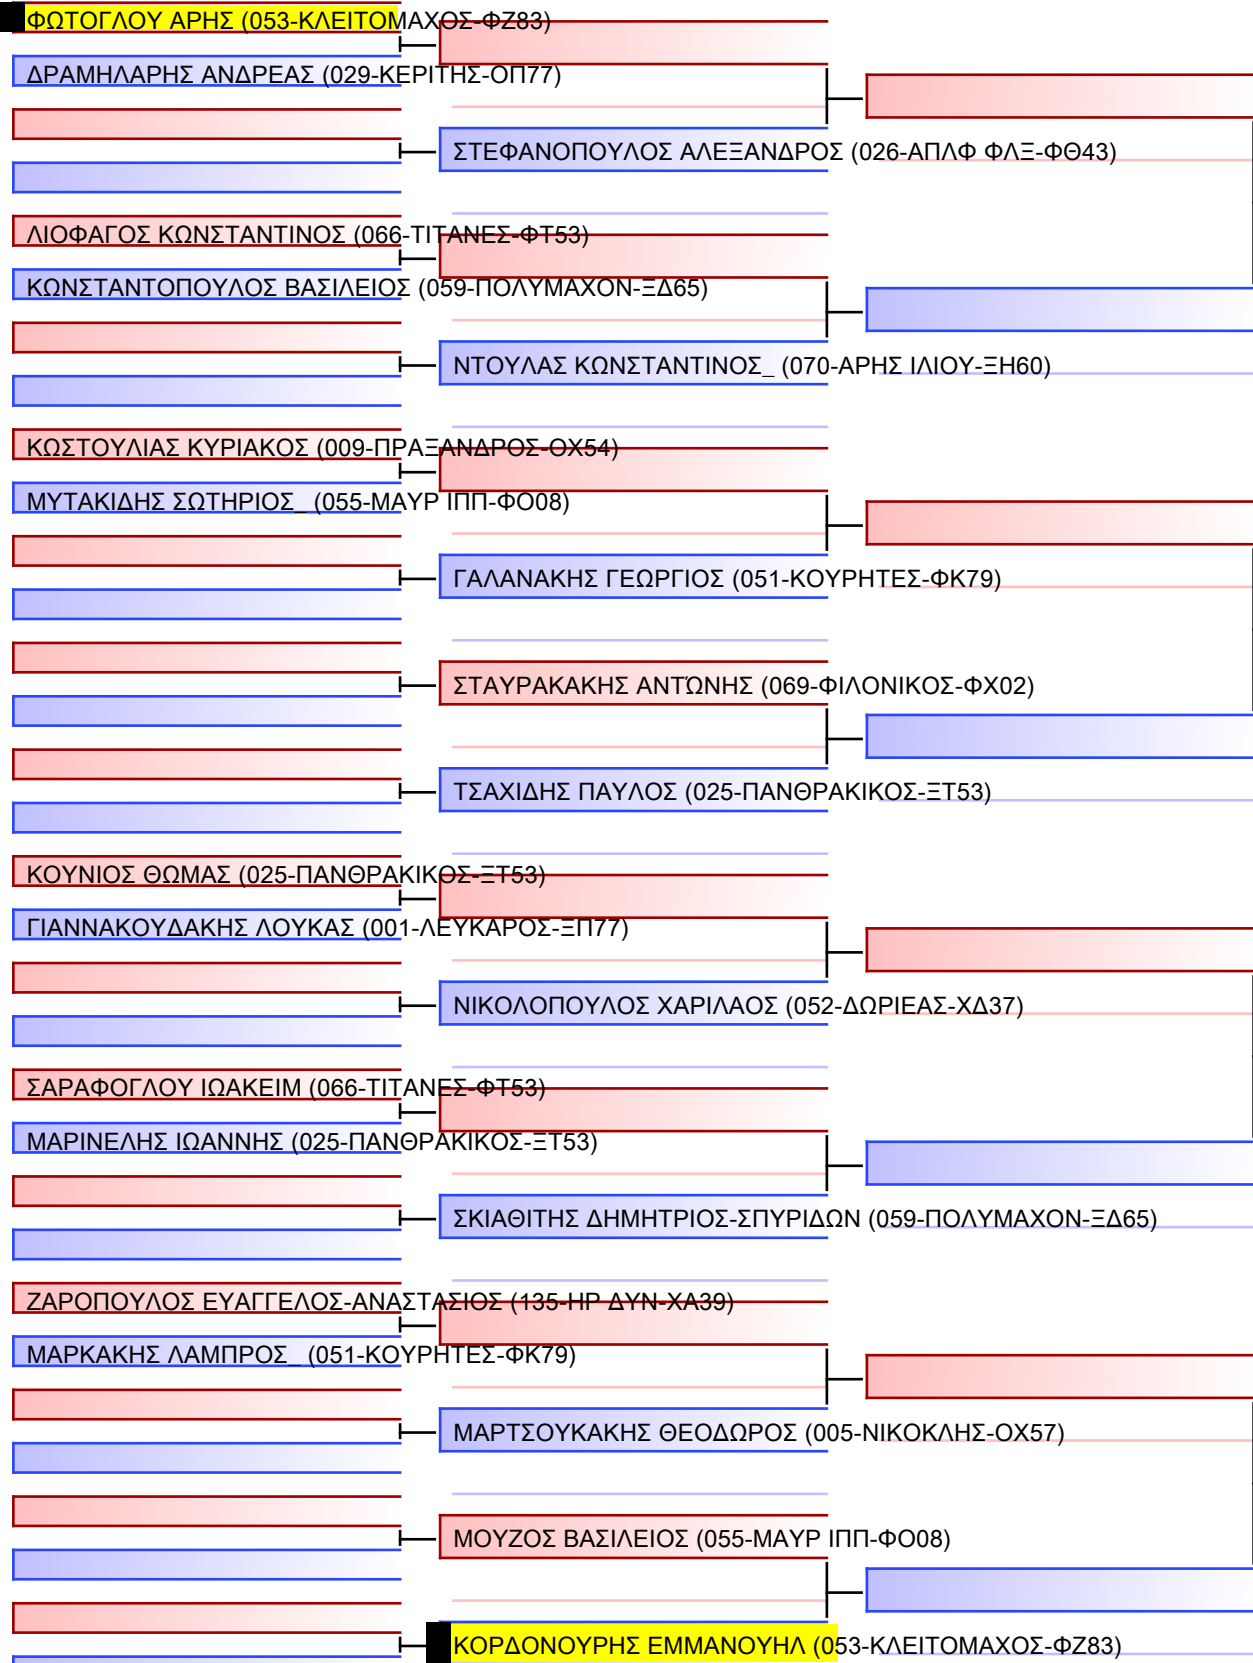 ΦΩΤΟΓΛΟΥ ΑΡΗΣ (053-ΚΛΕΙΤΟΜΑΧΟΣ-ΦΖ83)
ΔΡΑΜΗΛΑΡΗΣ ΑΝΔΡΕΑΣ (029-ΚΕΡΙΤΗΣ-ΟΠ77)
ΣΤΕΦΑΝΟΠΟΥΛΟΣ ΑΛΕΞΑΝΔΡΟΣ (026-ΑΠΛΦ ΦΛΞ-ΦΘ43)
ΛΙΟΦΑΓΟΣ ΚΩΝΣΤΑΝΤΙΝΟΣ (066-ΤΙΤΑΝΕΣ-ΦΤ53)
ΚΩΝΣΤΑΝΤΟΠΟΥΛΟΣ ΒΑΣΙΛΕΙΟΣ (059-ΠΟΛΥΜΑΧΟΝ-ΞΔ65)
ΝΤΟΥΛΑΣ ΚΩΝΣΤΑΝΤΙΝΟΣ_ (070-ΑΡΗΣ ΙΛΙΟΥ-ΞΗ60)
ΚΩΣΤΟΥΛΙΑΣ ΚΥΡΙΑΚΟΣ (009-ΠΡΑΞΑΝΔΡΟΣ-ΟΧ54)
ΜΥΤΑΚΙΔΗΣ ΣΩΤΗΡΙΟΣ_ (055-ΜΑΥΡ ΙΠΠ-ΦΟ08)
ΓΑΛΑΝΑΚΗΣ ΓΕΩΡΓΙΟΣ (051-ΚΟΥΡΗΤΕΣ-ΦΚ79)
ΣΤΑΥΡΑΚΑΚΗΣ ΑΝΤΏΝΗΣ (069-ΦΙΛΟΝΙΚΟΣ-ΦΧ02)
ΤΣΑΧΙΔΗΣ ΠΑΥΛΟΣ (025-ΠΑΝΘΡΑΚΙΚΟΣ-ΞΤ53)
ΚΟΥΝΙΟΣ ΘΩΜΑΣ (025-ΠΑΝΘΡΑΚΙΚΟΣ-ΞΤ53)
ΓΙΑΝΝΑΚΟΥΔΑΚΗΣ ΛΟΥΚΑΣ (001-ΛΕΥΚΑΡΟΣ-ΞΠ77)
ΝΙΚΟΛΟΠΟΥΛΟΣ ΧΑΡΙΛΑΟΣ (052-ΔΩΡΙΕΑΣ-ΧΔ37)
ΣΑΡΑΦΟΓΛΟΥ ΙΩΑΚΕΙΜ (066-ΤΙΤΑΝΕΣ-ΦΤ53)
ΜΑΡΙΝΕΛΗΣ ΙΩΑΝΝΗΣ (025-ΠΑΝΘΡΑΚΙΚΟΣ-ΞΤ53)
ΣΚΙΑΘΙΤΗΣ ΔΗΜΗΤΡΙΟΣ-ΣΠΥΡΙΔΩΝ (059-ΠΟΛΥΜΑΧΟΝ-ΞΔ65)
ΖΑΡΟΠΟΥΛΟΣ ΕΥΑΓΓΕΛΟΣ-ΑΝΑΣΤΑΣΙΟΣ (135-ΗΡ ΔΥΝ-ΧΑ39)
ΜΑΡΚΑΚΗΣ ΛΑΜΠΡΟΣ_ (051-ΚΟΥΡΗΤΕΣ-ΦΚ79)
ΜΑΡΤΣΟΥΚΑΚΗΣ ΘΕΟΔΩΡΟΣ (005-ΝΙΚΟΚΛΗΣ-ΟΧ57)
ΜΟΥΖΟΣ ΒΑΣΙΛΕΙΟΣ (055-ΜΑΥΡ ΙΠΠ-ΦΟ08)
ΚΟΡΔΟΝΟΥΡΗΣ ΕΜΜΑΝΟΥΗΛ (053-ΚΛΕΙΤΟΜΑΧΟΣ-ΦΖ83)